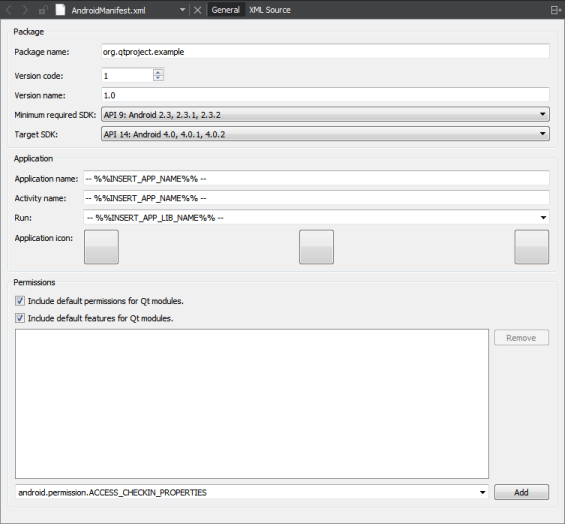 AndroidManifest.xml General XML Source
Package
Package name: org.qtproject.example
Version code: 1
Version name: 1.0
Minimum required SDK: API 9: Android 2.3, 2.3.1, 2.3.2
Target SDK: API 14: Android 4.0, 4.0.1, 4.0.2
Application
Application name: -- %%INSERT_APP_NAME%% --
Activity name: -- %%INSERT_APP_NAME%% --
Run: -- %%INSERT_APP_LIB_NAME%% --
Application icon:
Permissions
Include default permissions for Qt modules.
Include default features for Qt modules.
Remove
android.permission.ACCESS_CHECKIN_PROPERTIES Add